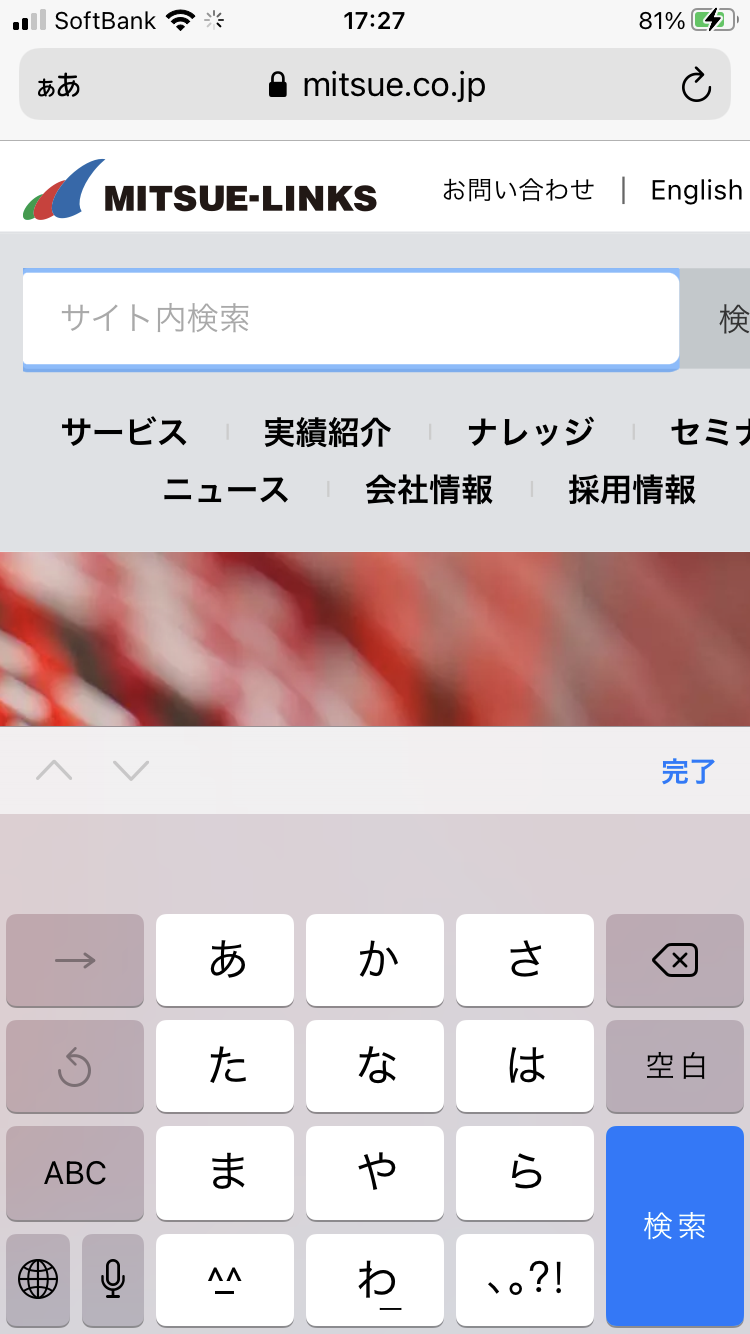 SoftBank 17:27 81%
ぁあ mitsue.co.jp
MITSUE-LINKS お問い合わせ | English
サイト内検索 検
サービス 実績紹介 ナレッジ セミナ
ニュース 会社情報 採用情報
完了
→ あ か さ
た な は 空白
ABC ま や ら 検索
^^ わ 、。?!